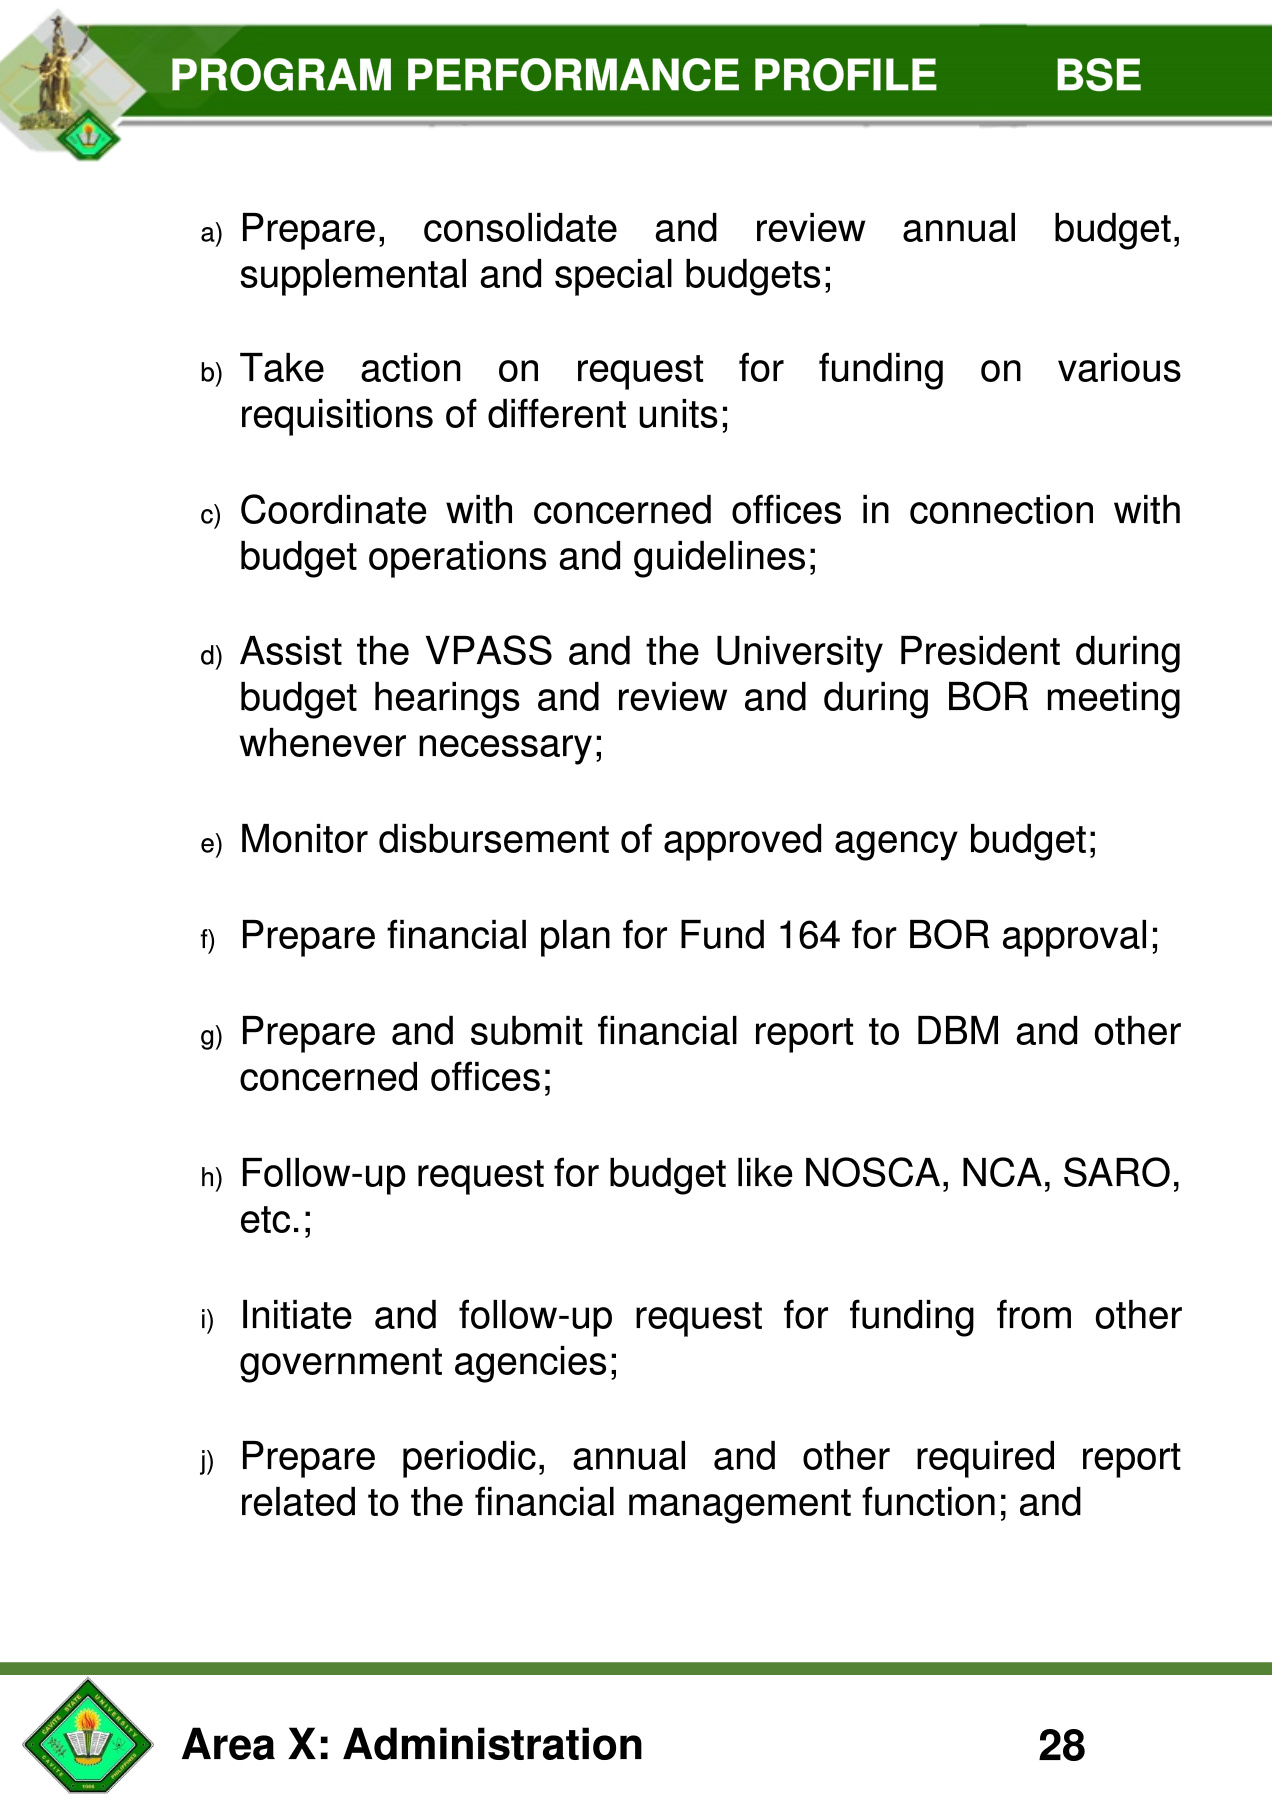 PROGRAM PERFORMANCE PROFILE BSE
a) Prepare, consolidate and review annual budget,
supplemental and special budgets;
b) Take action on request for funding on various
requisitions of different units;
c) Coordinate with concerned offices in connection with
budget operations and guidelines;
d) Assist the VPASS and the University President during
budget hearings and review and during BOR meeting
whenever necessary;
e) Monitor disbursement of approved agency budget;
f) Prepare financial plan for Fund 164 for BOR approval;
g) Prepare and submit financial report to DBM and other
concerned offices;
h) Follow-up request for budget like NOSCA, NCA, SARO,
etc.;
i) Initiate and follow-up request for funding from other
government agencies;
j) Prepare periodic, annual and other required report
related to the financial management function; and
CAVITE STATE UNIVERSITY
CAVITE PHILIPPINES
1906
Area X: Administration 28